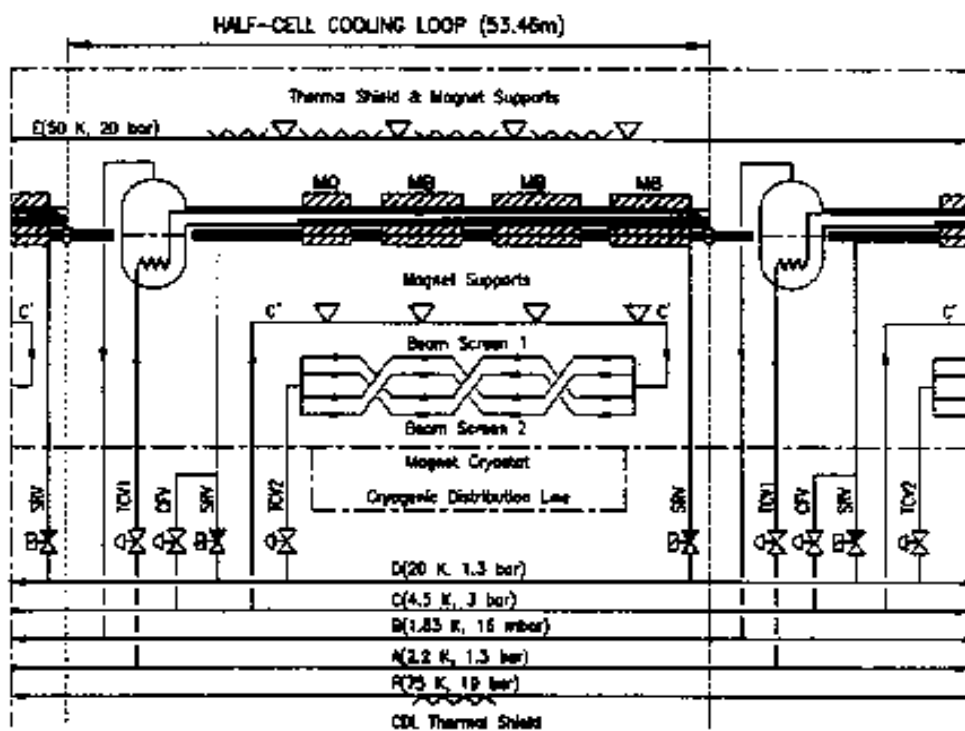 HALF-CELL COOLING LOOP (53.46m)
Thermal Shield & Magnet Supports
E(50 K, 20 bar)
MQ MB MB MB
Magnet Supports
C' C' C'
Beam Screen 1
Beam Screen 2
Magnet Cryostat
Cryogenic Distribution Line
SRV TCV1 CFV SRV TCV2 SRV TCV1 CFV SRV TCV2
D(20 K, 1.3 bar)
C(4.5 K, 3 bar)
B(1.83 K, 16 mbar)
A(2.2 K, 1.3 bar)
F(75 K, 19 bar)
CDL Thermal Shield